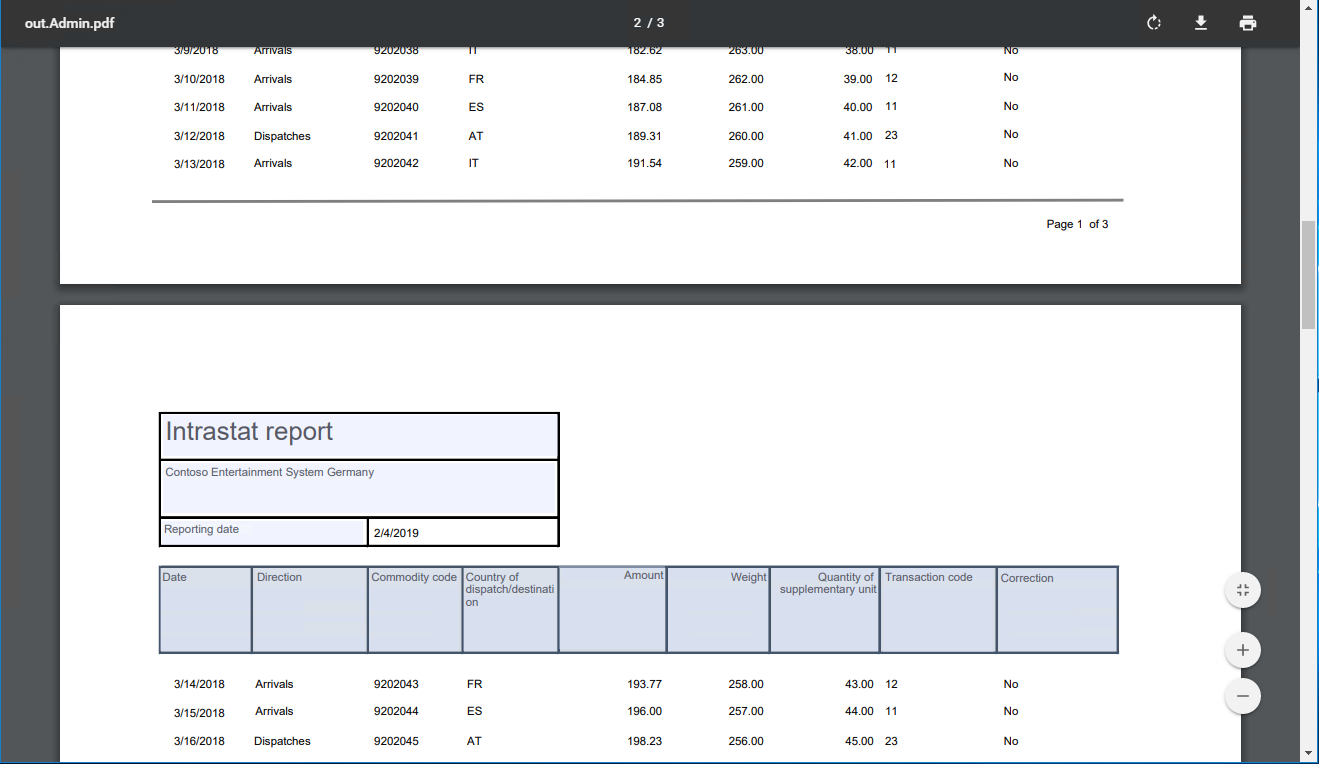 out.Admin.pdf 2 / 3
3/9/2018 Arrivals 9202038 IT 182.62 263.00 38.00 11 No
3/10/2018 Arrivals 9202039 FR 184.85 262.00 39.00 12 No
3/11/2018 Arrivals 9202040 ES 187.08 261.00 40.00 11 No
3/12/2018 Dispatches 9202041 AT 189.31 260.00 41.00 23 No
3/13/2018 Arrivals 9202042 IT 191.54 259.00 42.00 11 No
Page 1 of 3
Intrastat report
Contoso Entertainment System Germany
Reporting date 2/4/2019
Date Direction Commodity code Country of Amount Weight Quantity of Transaction code Correction
dispatch/destinati supplementary unit
on
3/14/2018 Arrivals 9202043 FR 193.77 258.00 43.00 12 No
3/15/2018 Arrivals 9202044 ES 196.00 257.00 44.00 11 No
3/16/2018 Dispatches 9202045 AT 198.23 256.00 45.00 23 No